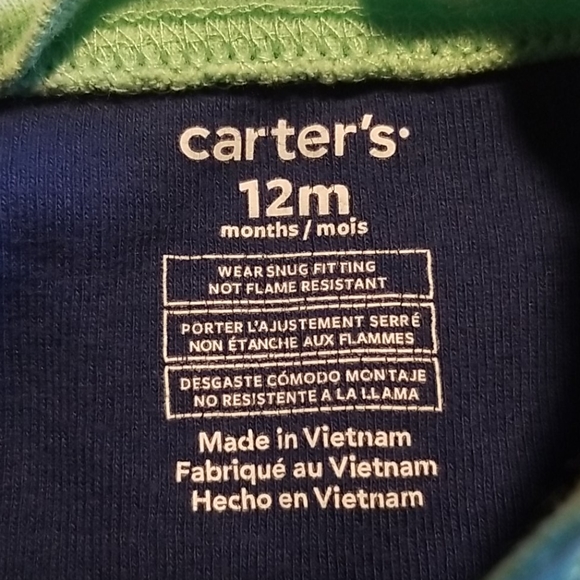 carter's
12m
months / mois
WEAR SNUG FITTING
NOT FLAME RESISTANT
PORTER L'AJUSTEMENT SERRÉ
NON ÉTANCHE AUX FLAMMES
DESGASTE CÓMODO MONTAJE
NO RESISTENTE A LA LLAMA
Made in Vietnam
Fabriqué au Vietnam
Hecho en Vietnam